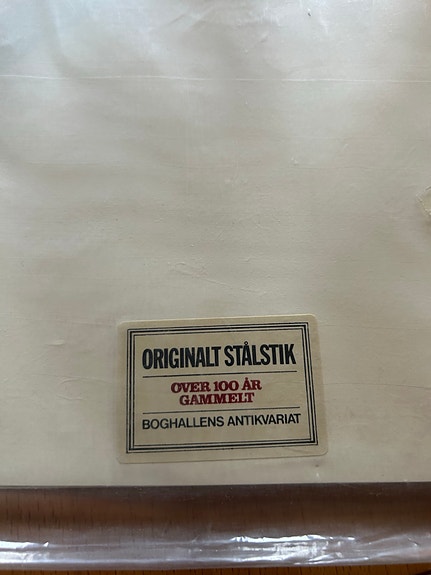 ORIGINALT STÅLSTIK
OVER 100 ÅR
GAMMELT
BOGHALLENS ANTIKVARIAT